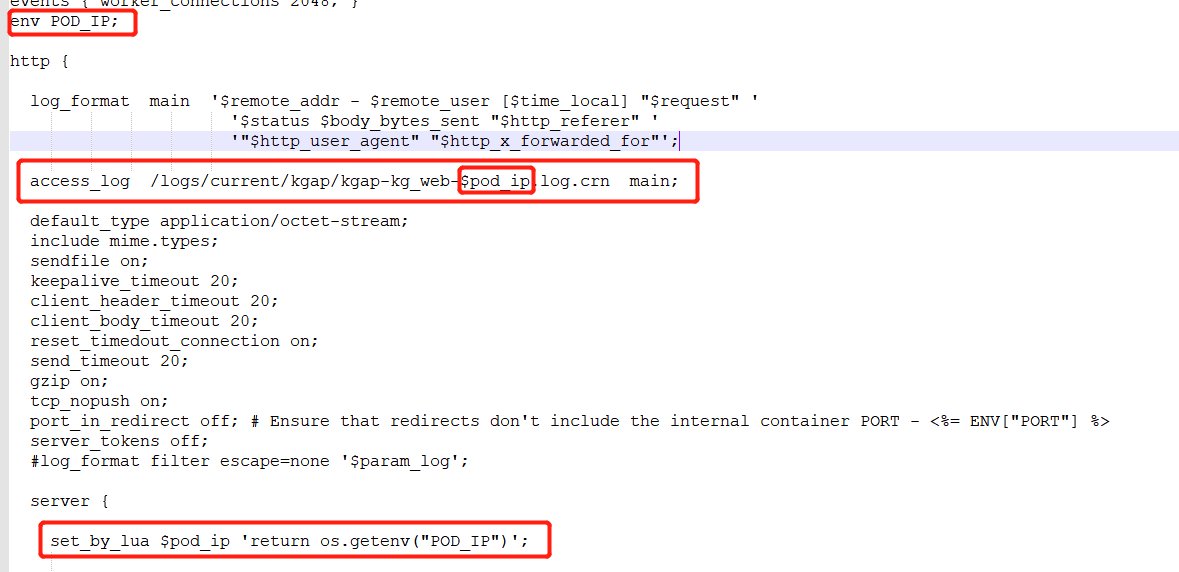 events { worker_connections 2048; }
env POD_IP;
http {
log_format  main  '$remote_addr - $remote_user [$time_local] "$request" '
'$status $body_bytes_sent "$http_referer" '
'"$http_user_agent" "$http_x_forwarded_for"';
access_log  /logs/current/kgap/kgap-kg_web-$pod_ip.log.crn  main;
default_type application/octet-stream;
include mime.types;
sendfile on;
keepalive_timeout 20;
client_header_timeout 20;
client_body_timeout 20;
reset_timedout_connection on;
send_timeout 20;
gzip on;
tcp_nopush on;
port_in_redirect off; # Ensure that redirects don't include the internal container PORT - <%= ENV["PORT"] %>
server_tokens off;
#log_format filter escape=none '$param_log';
server {
set_by_lua $pod_ip 'return os.getenv("POD_IP")';